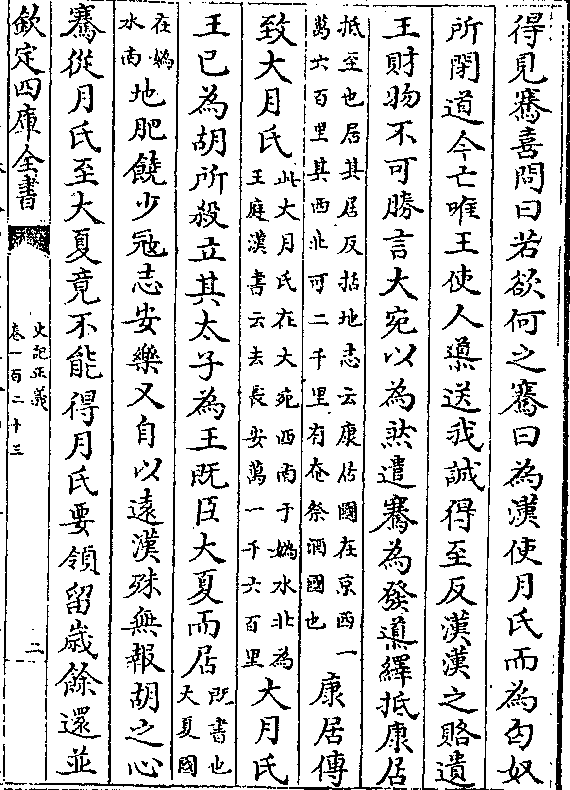 得見騫喜問曰若欲何之騫曰為漢使月氏而為匈奴
所閉道今亡唯王使人導送我誠得至反漢漢之賂遺
王財物不可勝言大宛以為然遣騫為發導繹抵康居
抵至也居其居反括地志云康居國在京西一
萬六百里其西北可二千里有奄蔡酒國也
康居傳
致大月氏
此大月氏在大宛西南于媯水北為
王庭漢書云去長安萬一千六百里
大月氏
王已為胡所殺立其太子為王既臣大夏而居
既書也
大夏國
在媯
水南
地肥饒少冦志安樂又自以遠漢殊無報胡之心
騫從月氏至大夏竟不能得月氏要領留歲餘還並
欽定四庫全書
史記正義
卷一百二十三
二